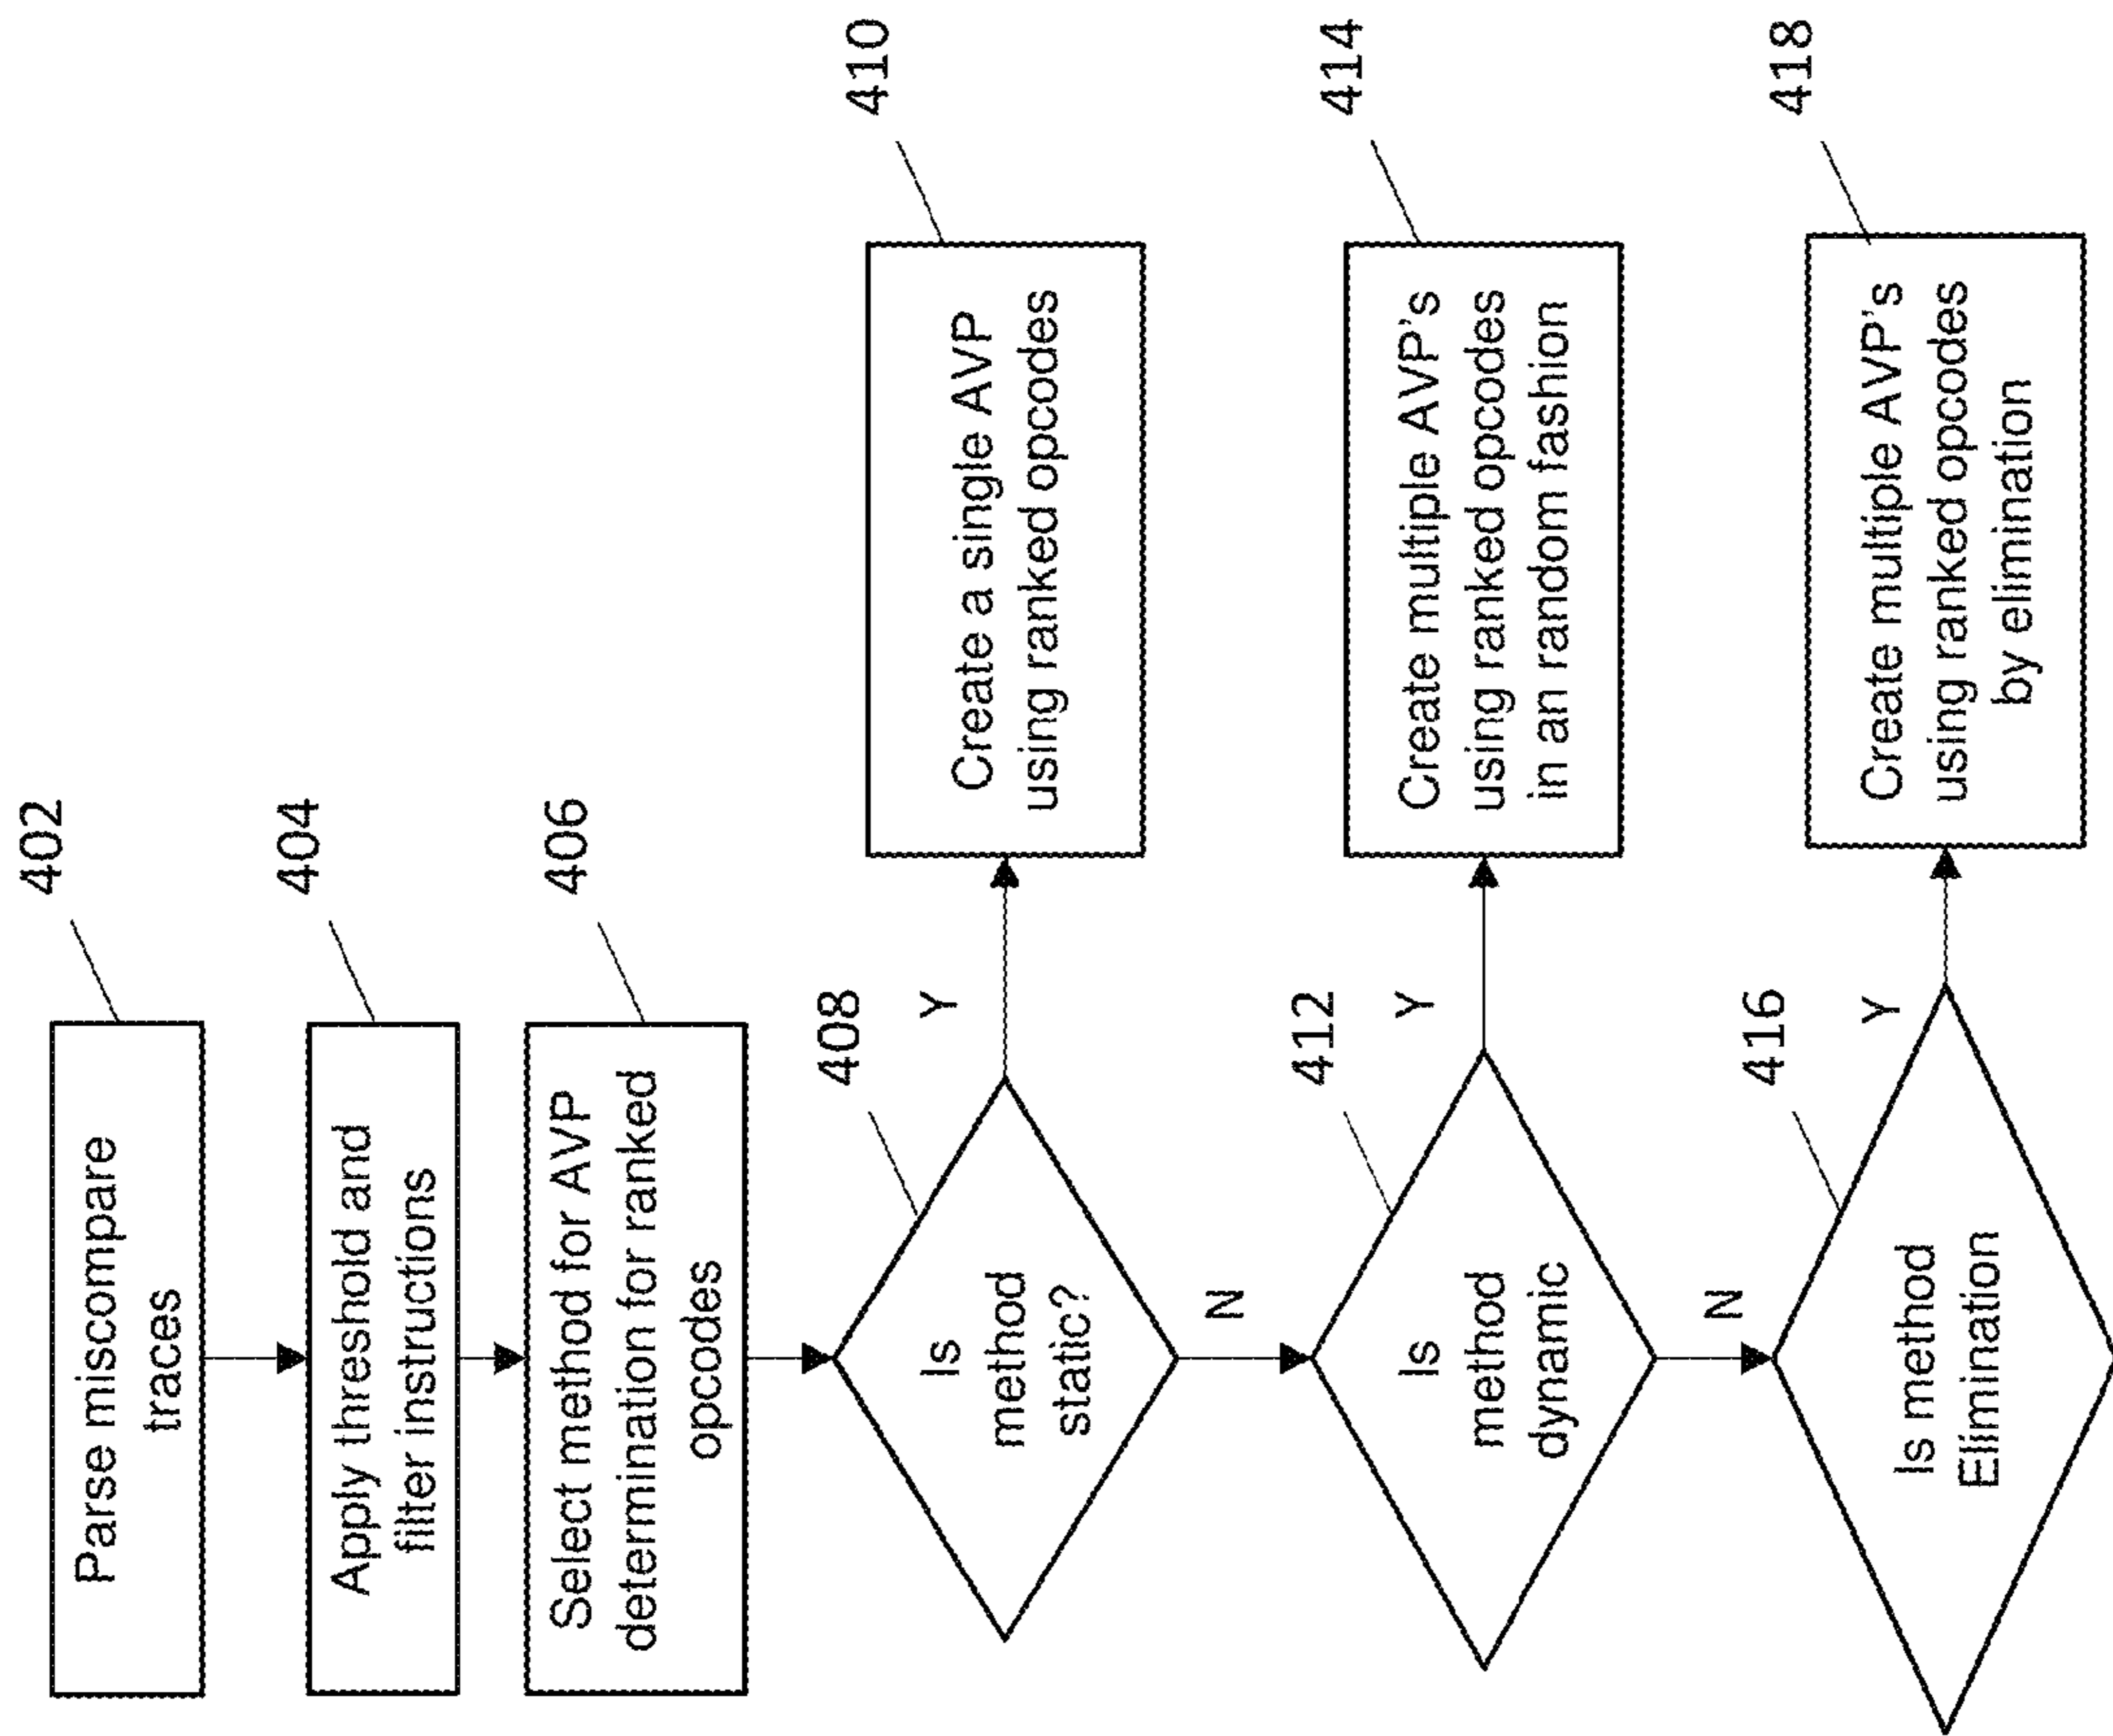 402
Parse miscompare
traces
404
Apply threshold and
filter instructions
406
Select method for AVP
determination for ranked
opcodes
408
Is
method
static?
Y
N
410
Create a single AVP
using ranked opcodes
412
Is
method
dynamic
Y
N
414
Create multiple AVP's
using ranked opcodes
in an random fashion
416
Is method
Elimination
Y
418
Create multiple AVP's
using ranked opcodes
by elimination